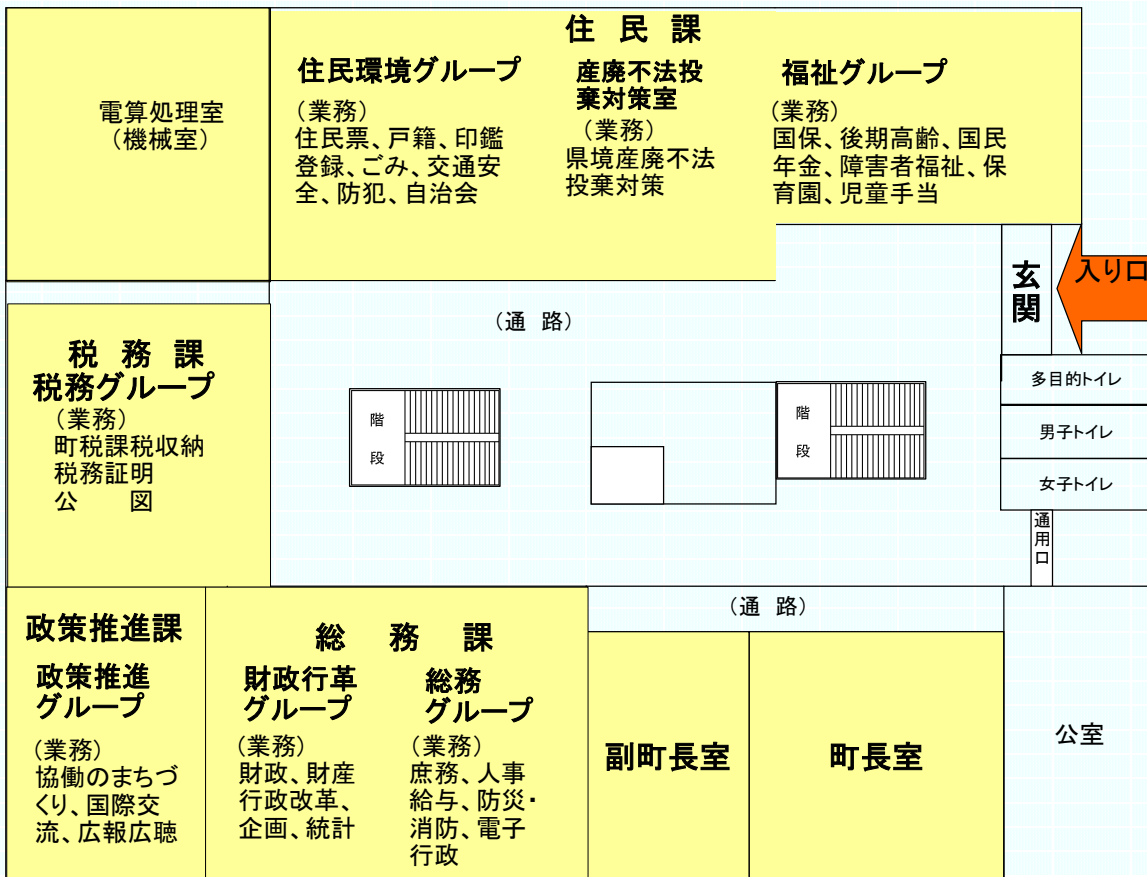 住 民 課
電算処理室
（機械室）
住民環境グループ
（業務）
住民票、戸籍、印鑑
登録、ごみ、交通安
全、防犯、自治会
産廃不法投
棄対策室
（業務）
県境産廃不法
投棄対策
福祉グループ
（業務）
国保、後期高齢、国民
年金、障害者福祉、保
育園、児童手当
玄
関
入り口
（通 路）
税 務 課
税務グループ
（業務）
町税課税収納
税務証明
公　　図
階
段
階
段
多目的トイレ
男子トイレ
女子トイレ
通
用
口
（通 路）
政策推進課
政策推進
グループ
（業務）
協働のまちづ
くり、国際交
流、広報広聴
総 務 課
財政行革
グループ
（業務）
財政、財産
行政改革、
企画、統計
総務
グループ
（業務）
庶務、人事
給与、防災・
消防、電子
行政
副町長室
町長室
公室